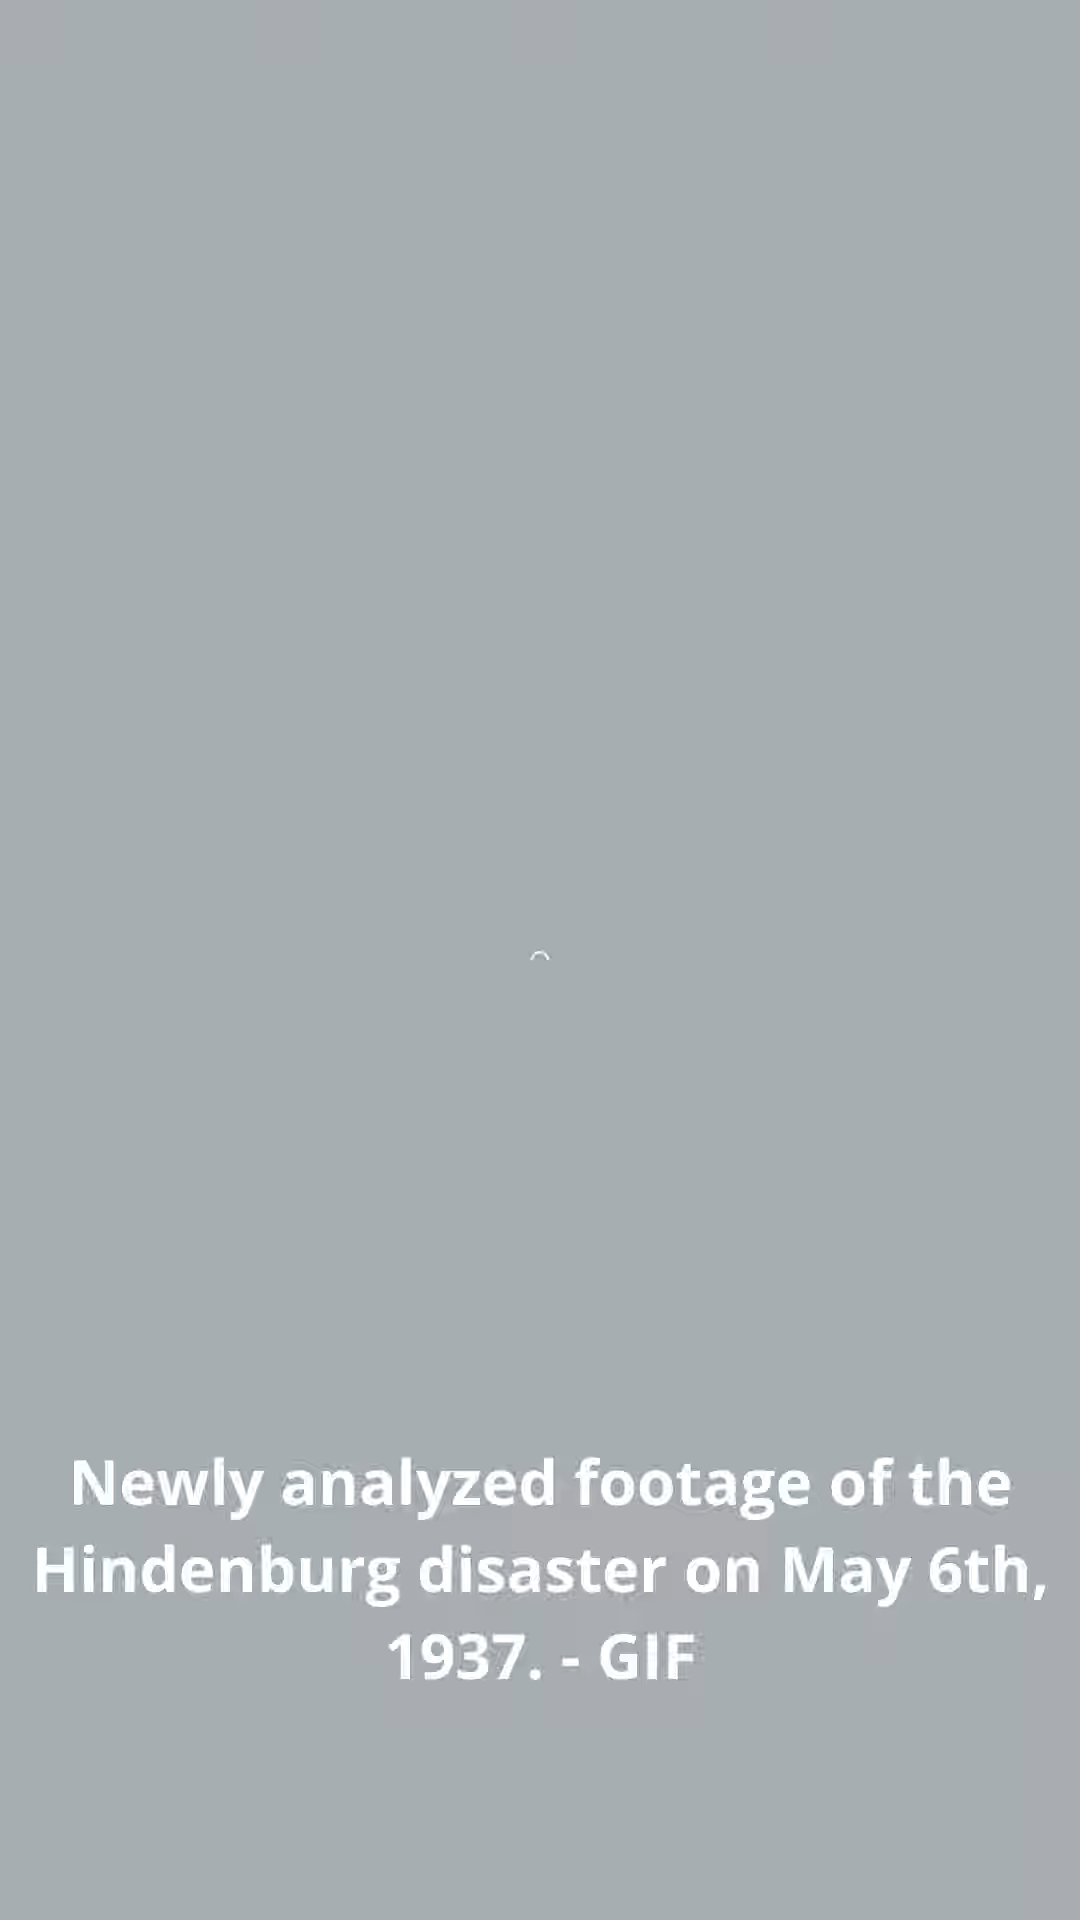 Newly analyzed footage of the
Hindenburg disaster on May 6th,
1937. - GIF